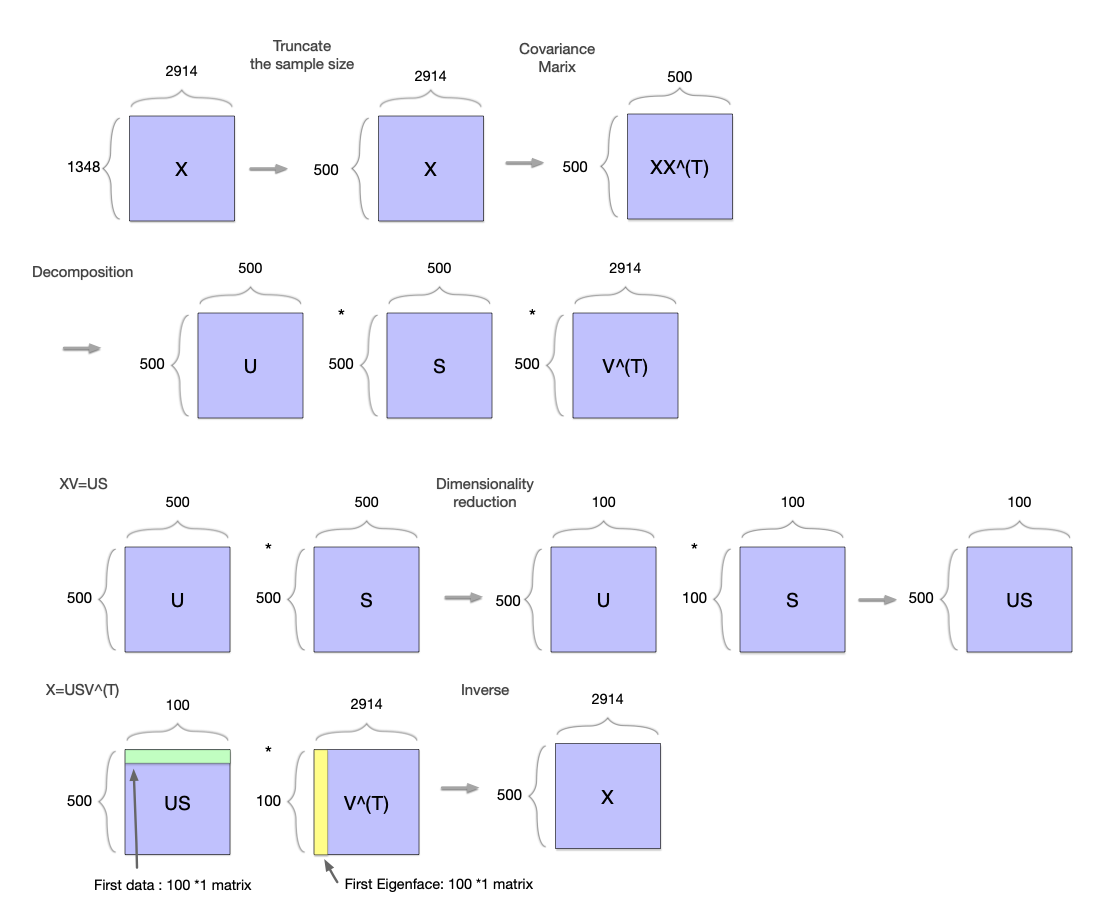 Truncate
the sample size
Covariance
Marix
2914
2914
500
1348
X
500
X
500
XX^(T)
Decomposition
500
500
2914
*
*
500
U
500
S
500
V^(T)
XV=US
Dimensionality
reduction
500
500
100
100
100
*
*
500
U
500
S
500
U
100
S
500
US
X=USV^(T)
Inverse
100
2914
2914
*
500
US
100
V^(T)
500
X
First data : 100 *1 matrix
First Eigenface: 100 *1 matrix